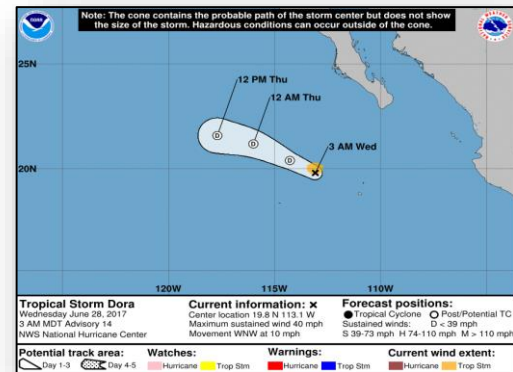 Note: The cone contains the probable path of the storm center but does not show
the size of the storm. Hazardous conditions can occur outside of the cone.
NOAA
25N
12 PM Thu
12 AM Thu
D
D
D
3 AM Wed
20N
120W
115W
110W
Tropical Storm Dora
Wednesday June 28, 2017
3 AM MDT Advisory 14
NWS National Hurricane Center
Current information: ×
Center location 19.8 N 113.1 W
Maximum sustained wind 40 mph
Movement WNW at 10 mph
Forecast positions:
● Tropical Cyclone ○ Post/Potential TC
Sustained winds: D < 39 mph
S 39-73 mph H 74-110 mph M > 110 mph
Potential track area:
Day 1-3 Day 4-5
Watches:
Hurricane Trop Stm
Warnings:
Hurricane Trop Stm
Current wind extent:
Hurricane Trop Stm